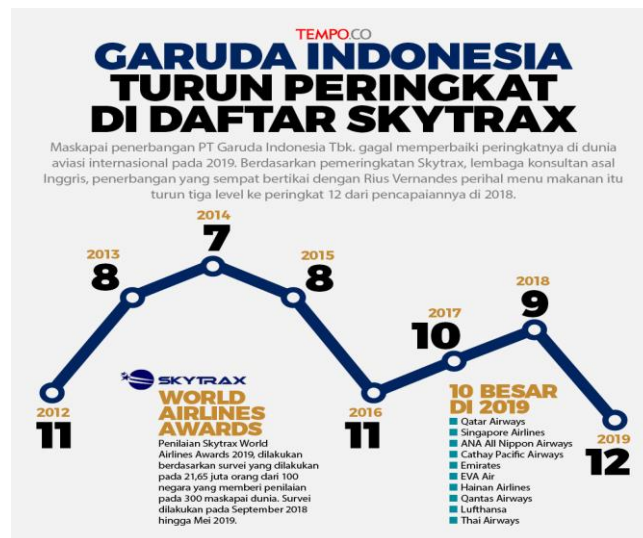 TEMPO.CO
GARUDA INDONESIA
TURUN PERINGKAT
DI DAFTAR SKYTRAX
Maskapai penerbangan PT Garuda Indonesia Tbk. gagal memperbaiki peringkatnya di dunia
aviasi internasional pada 2019. Berdasarkan pemeringkatan Skytrax, lembaga konsultan asal
Inggris, penerbangan yang sempat bertikai dengan Rius Vernandes perihal menu makanan itu
turun tiga level ke peringkat 12 dari pencapaiannya di 2018.
2012
11
2013
8
2014
7
2015
8
2016
11
2017
10
2018
9
2019
12
SKYTRAX
WORLD
AIRLINES
AWARDS
Penilaian Skytrax World
Airlines Awards 2019, dilakukan
berdasarkan survei yang dilakukan
pada 21,65 juta orang dari 100
negara yang memberi penilaian
pada 300 maskapai dunia. Survei
dilakukan pada September 2018
hingga Mei 2019.
10 BESAR
DI 2019
Qatar Airways
Singapore Airlines
ANA All Nippon Airways
Cathay Pacific Airways
Emirates
EVA Air
Hainan Airlines
Qantas Airways
Lufthansa
Thai Airways